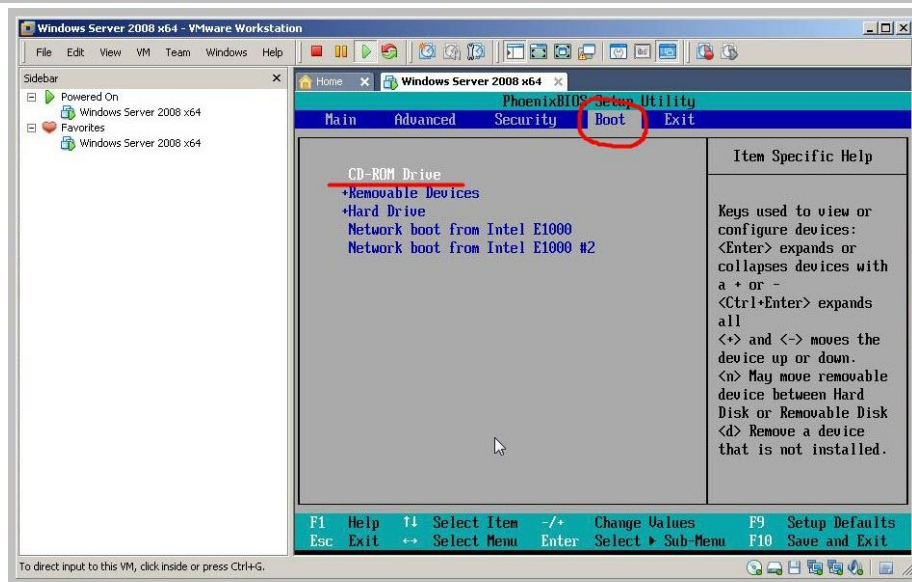 Windows Server 2008 x64 - VMware Workstation
File Edit View VM Team Windows Help
Sidebar
Powered On
Windows Server 2008 x64
Favorites
Windows Server 2008 x64
Home
Windows Server 2008 x64
PhoenixBIOS Setup Utility
Main Advanced Security Boot Exit
CD-ROM Drive
+Removable Devices
+Hard Drive
Network boot from Intel E1000
Network boot from Intel E1000 #2
Item Specific Help
Keys used to view or
configure devices:
<Enter> expands or
collapses devices with
a + or -
<Ctrl+Enter> expands
all
<+> and <-> moves the
device up or down.
<n> May move removable
device between Hard
Disk or Removable Disk
<d> Remove a device
that is not installed.
F1 Help ↑↓ Select Item -/+ Change Values F9 Setup Defaults
Esc Exit ↔ Select Menu Enter Select ▶ Sub-Menu F10 Save and Exit
To direct input to this VM, click inside or press Ctrl+G.